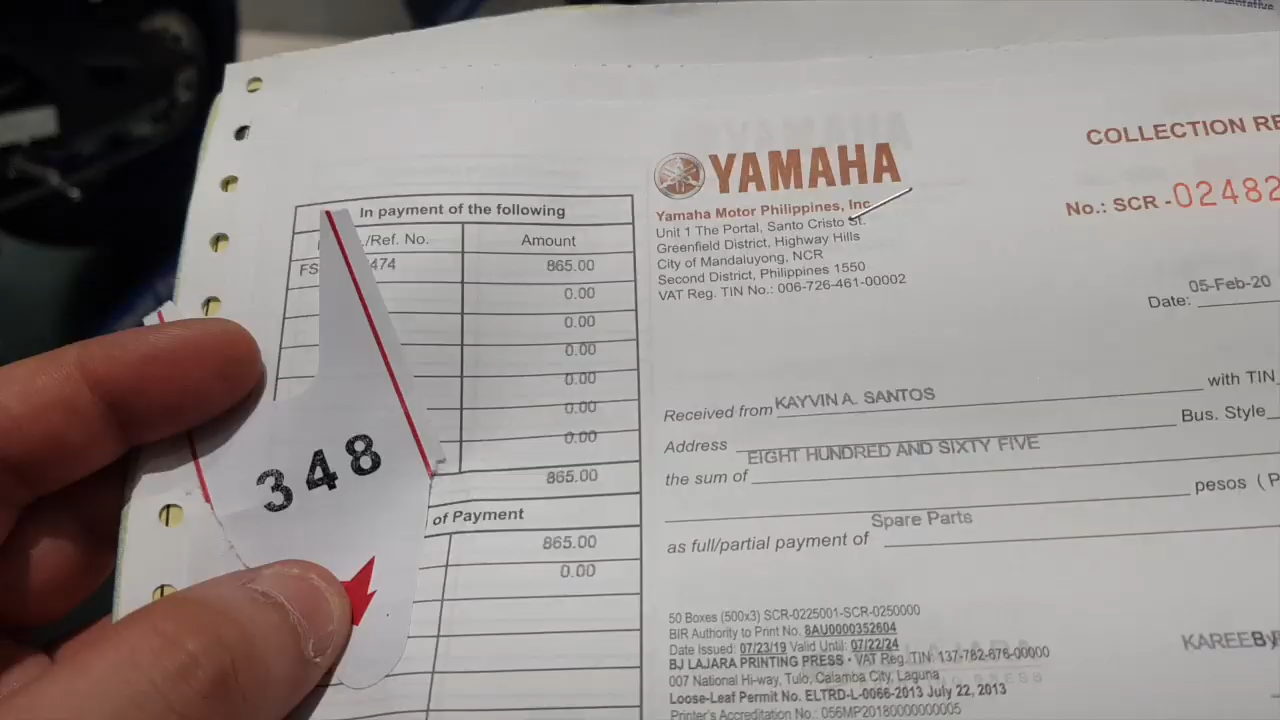 YAMAHA
Yamaha Motor Philippines, Inc
Unit 1 The Portal, Santo Cristo St.
Greenfield District, Highway Hills
City of Mandaluyong, NCR
Second District, Philippines 1550
VAT Reg. TIN No.: 006-726-461-00002
COLLECTION RE
No.: SCR - 02482
05-Feb-20
Date:
In payment of the following
./Ref. No. Amount
FS 474 865.00
0.00
0.00
0.00
0.00
0.00
0.00
865.00
of Payment
865.00
0.00
348
Received from KAYVIN A. SANTOS with TIN
Address Bus. Style
the sum of EIGHT HUNDRED AND SIXTY FIVE
pesos ( P
as full/partial payment of Spare Parts
50 Boxes (500x3) SCR-0225001-SCR-0250000
BIR Authority to Print No. 8AU0000352604
Date Issued: 07/23/19 Valid Until: 07/22/24
BJ LAJARA PRINTING PRESS • VAT Reg. TIN: 137-782-676-00000
007 National Hi-way, Tulo, Calamba City, Laguna
Loose-Leaf Permit No. ELTRD-L-0066-2013 July 22, 2013
Printer's Accreditation No.: 056MP20180000000005
KAREE By